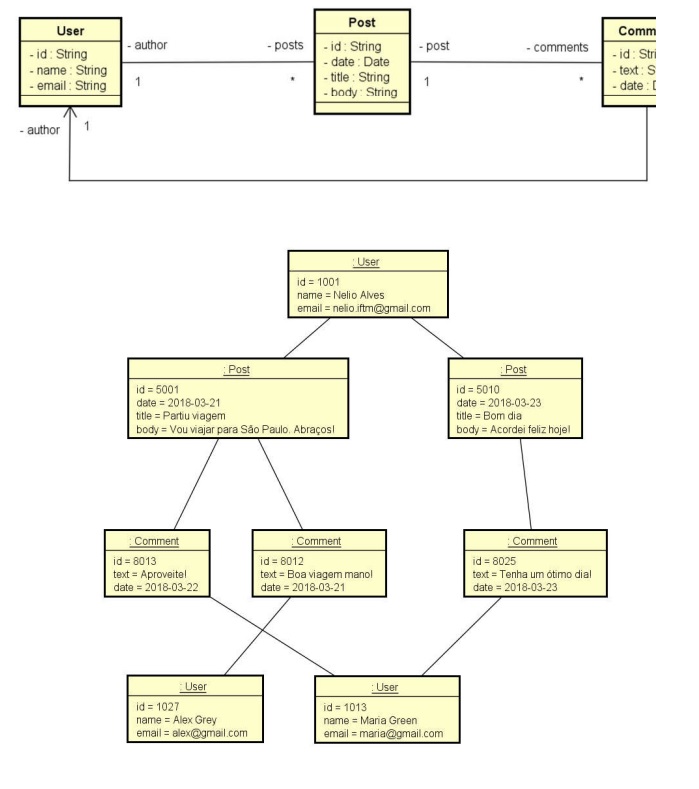 User
- id : String
- name : String
- email : String
- author
1
- posts
*
Post
- id : String
- date : Date
- title : String
- body : String
- post
1
- comments
*
- id :
- text :
- date :
- author
1
: User
id = 1001
name = Nelio Alves
email = nelio.iftm@gmail.com
: Post
id = 5001
date = 2018-03-21
title = Partiu viagem
body = Vou viajar para São Paulo. Abraços!
: Post
id = 5010
date = 2018-03-23
title = Bom dia
body = Acordei feliz hoje!
: Comment
id = 8013
text = Aproveite!
date = 2018-03-22
: Comment
id = 8012
text = Boa viagem mano!
date = 2018-03-21
: Comment
id = 8025
text = Tenha um ótimo dia!
date = 2018-03-23
: User
id = 1027
name = Alex Grey
email = alex@gmail.com
: User
id = 1013
name = Maria Green
email = maria@gmail.com